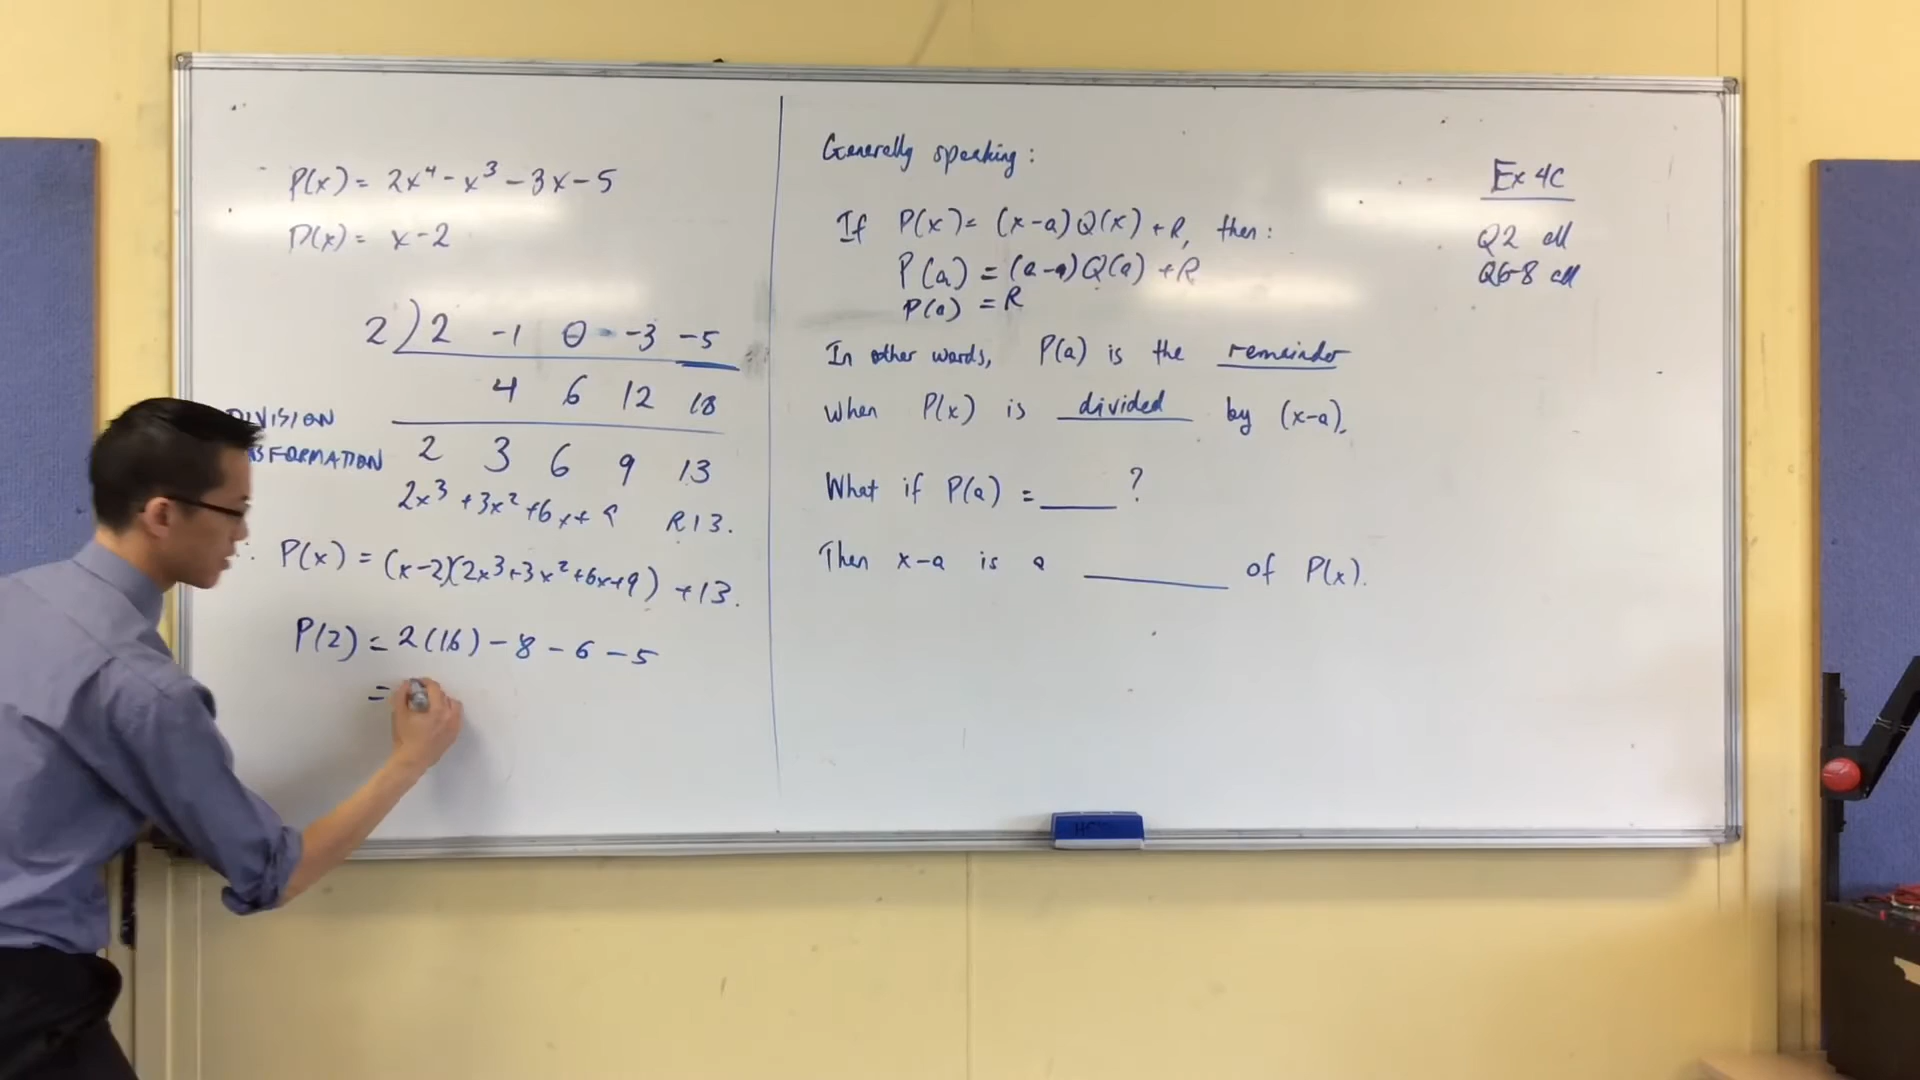 P(x) = 2x⁴ - x³ - 3x - 5
D(x) = x - 2
2 ) 2 -1 0 -3 -5
4 6 12 18
2 3 6 9 13
2x³ + 3x² + 6x + 9 R13.
P(x) = (x-2)(2x³+3x²+6x+9) + 13.
P(2) = 2(16) - 8 - 6 - 5
=
Generally speaking:
If P(x) = (x-a)Q(x) + R, then:
P(a) = (a-a)Q(a) + R
P(a) = R
In other words, P(a) is the remainder
when P(x) is divided by (x-a).
What if P(a) = ____ ?
Then x-a is a ________ of P(x).
Ex 4C
Q2 all
Q6-8 all